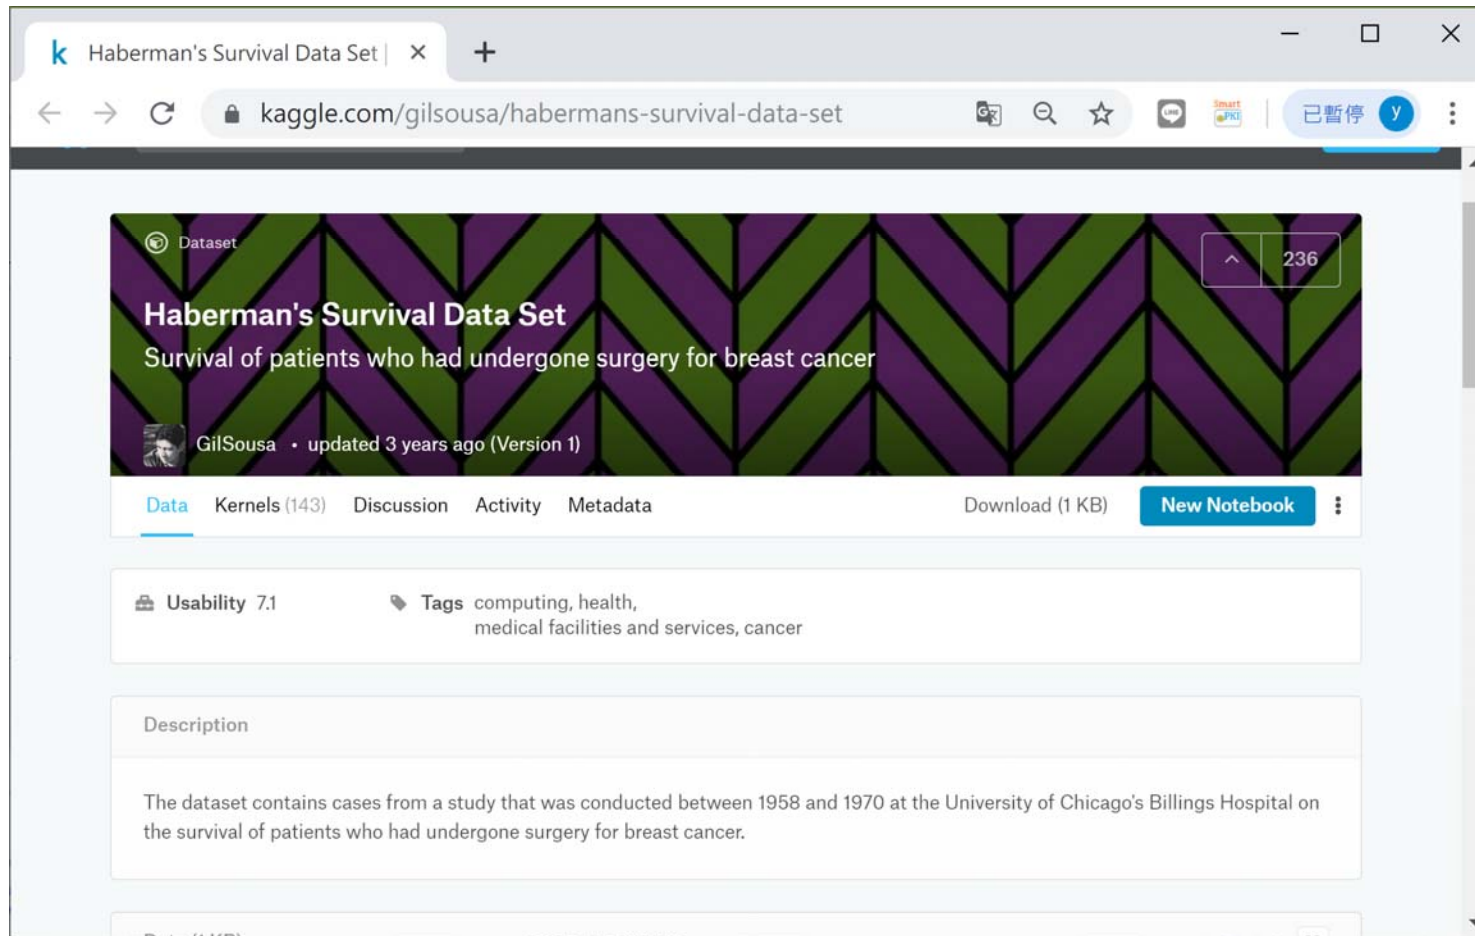 k Haberman's Survival Data Set |
kaggle.com/gilsousa/habermans-survival-data-set
LINE
Smart
PKI
已暫停 y
Dataset
236
Haberman's Survival Data Set
Survival of patients who had undergone surgery for breast cancer
GilSousa • updated 3 years ago (Version 1)
Data Kernels (143) Discussion Activity Metadata Download (1 KB) New Notebook
Usability 7.1 Tags computing, health,
medical facilities and services, cancer
Description
The dataset contains cases from a study that was conducted between 1958 and 1970 at the University of Chicago's Billings Hospital on
the survival of patients who had undergone surgery for breast cancer.